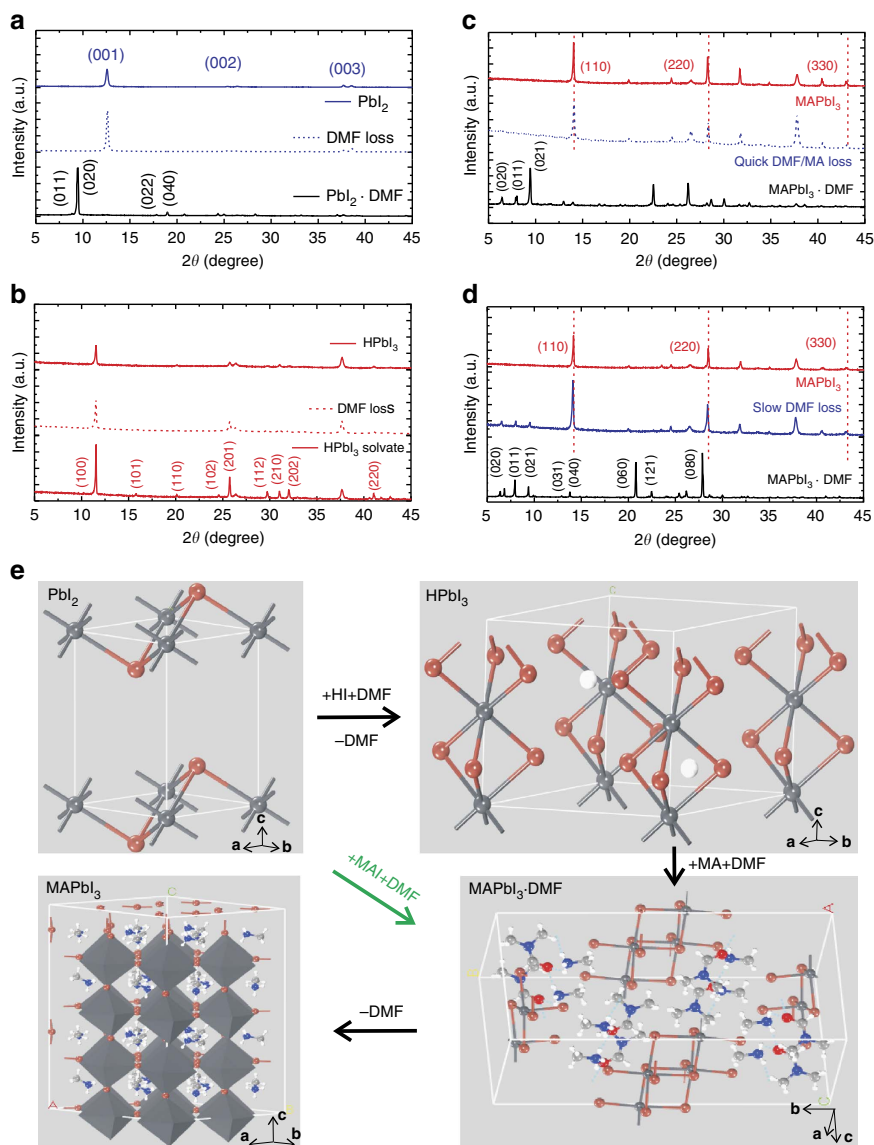 a
(001)
(002)
(003)
PbI2
DMF loss
(011)
(020)
(022)
(040)
PbI2 · DMF
Intensity (a.u.)
5 10 15 20 25 30 35 40 45
2θ (degree)
c
(110)
(220)
(330)
MAPbI3
Quick DMF/MA loss
(020)
(011)
(021)
MAPbI3 · DMF
Intensity (a.u.)
5 10 15 20 25 30 35 40 45
2θ (degree)
b
HPbI3
DMF loss
HPbI3 solvate
(100)
(101)
(110)
(102)
(201)
(112)
(210)
(202)
(220)
Intensity (a.u.)
5 10 15 20 25 30 35 40 45
2θ (degree)
d
(110)
(220)
(330)
MAPbI3
Slow DMF loss
(020)
(011)
(021)
(031)
(040)
(060)
(121)
(080)
MAPbI3 · DMF
Intensity (a.u.)
5 10 15 20 25 30 35 40 45
2θ (degree)
e
PbI2
c
a b
+HI+DMF
–DMF
HPbI3
C
c
a b
+MAI+DMF
+MA+DMF
MAPbI3
C
A
c
a b
–DMF
MAPbI3·DMF
A
C
b
a
c